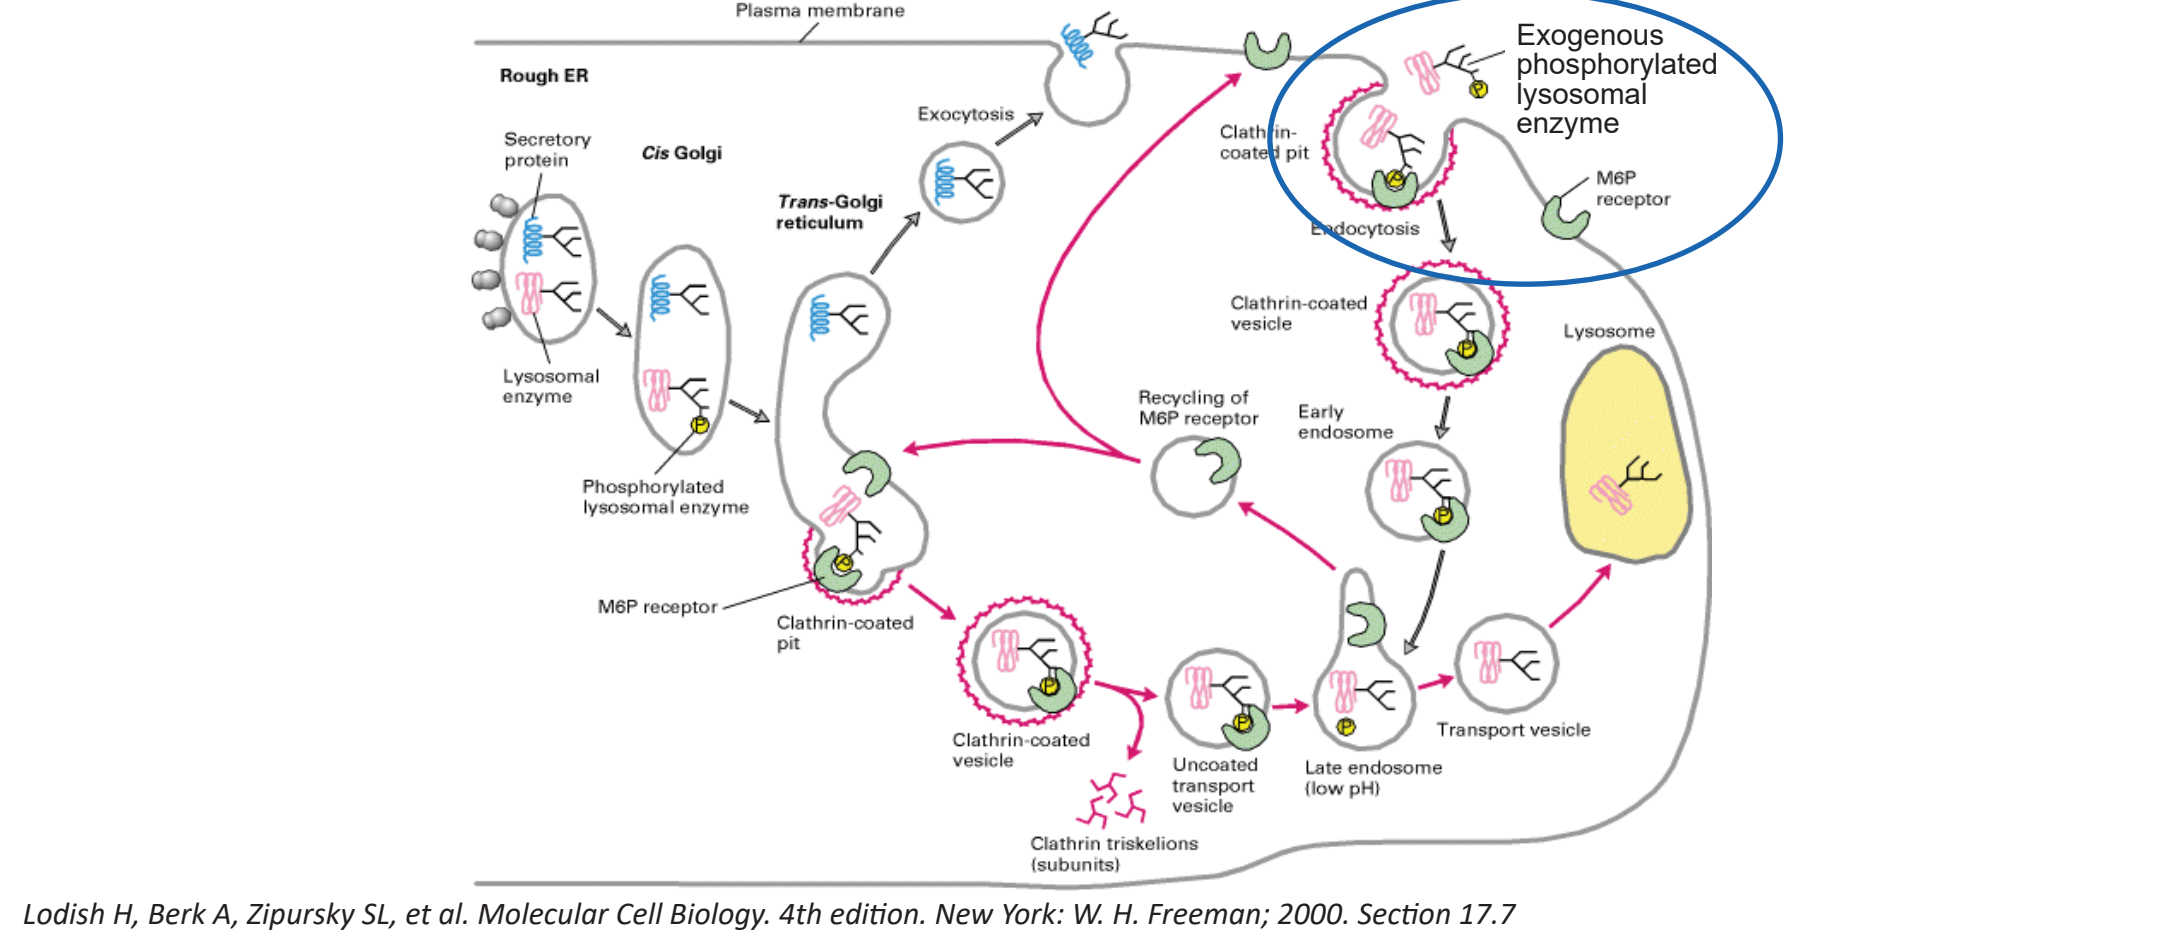 Plasma membrane
Exogenous
phosphorylated
lysosomal
enzyme
Rough ER
Exocytosis
Secretory
protein
Cis Golgi
Clathrin-
coated pit
M6P
receptor
Trans-Golgi
reticulum
Endocytosis
Clathrin-coated
vesicle
Lysosome
Lysosomal
enzyme
Recycling of
M6P receptor
Early
endosome
P
Phosphorylated
lysosomal enzyme
P
P
P
P
M6P receptor
Clathrin-coated
pit
P
P
P
Clathrin-coated
vesicle
Uncoated
transport
vesicle
Late endosome
(low pH)
Transport vesicle
Clathrin triskelions
(subunits)
P
Lodish H, Berk A, Zipursky SL, et al. Molecular Cell Biology. 4th edition. New York: W. H. Freeman; 2000. Section 17.7